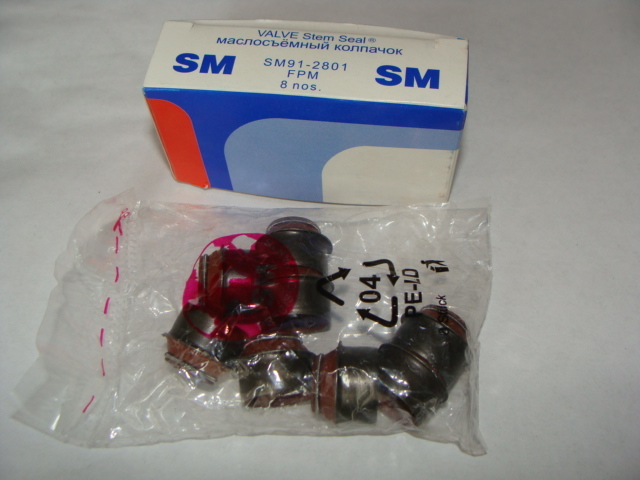 VALVE Stem Seal®
маслосъёмный колпачок
SM SM91-2801 SM
FPM
8 nos.
04
PE-LD